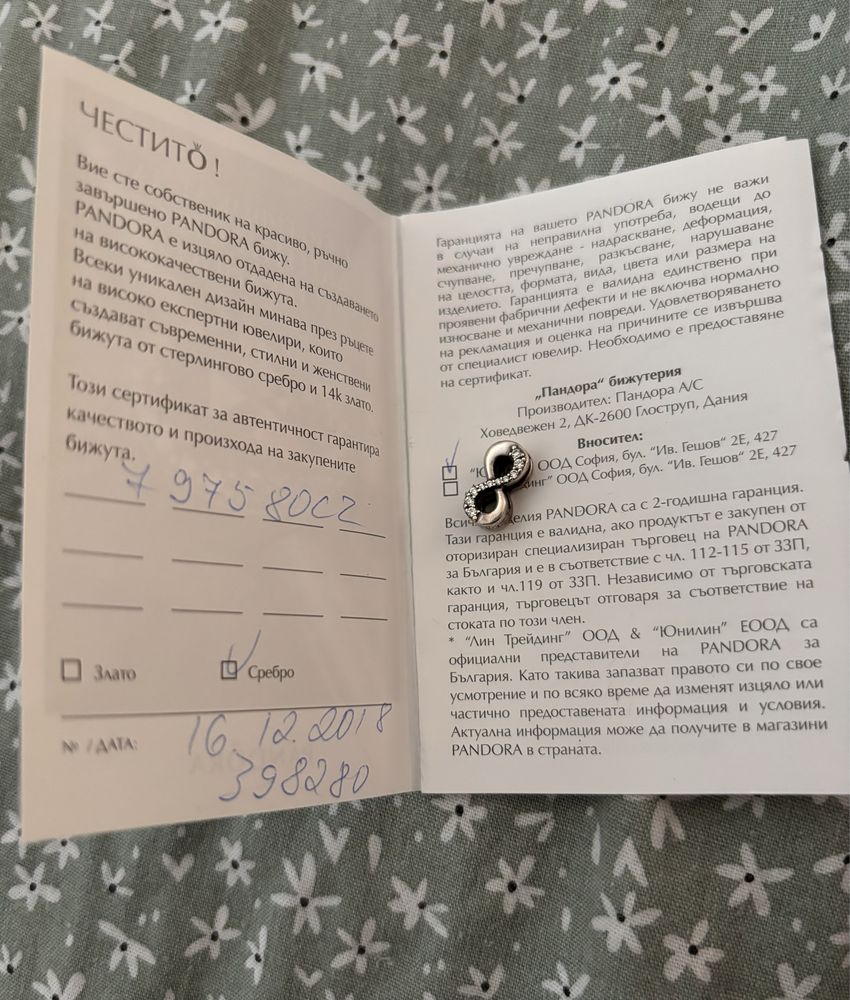 ЧЕСТИТО!
Вие сте собственик на красиво, ръчно
завършено PANDORA бижу.
PANDORA е изцяло отдадена на създаването
на висококачествени бижута.
Всеки уникален дизайн минава през ръцете
на високо експертни ювелири, които
създават съвременни, стилни и женствени
бижута от стерлингово сребро и 14k злато.
Този сертификат за автентичност гарантира
качеството и произхода на закупените
бижута.
797580CZ
Злато Сребро
№ / ДАТА: 16.12.2018
398280
Гаранцията на вашето PANDORA бижу не важи
в случаи на неправилна употреба, водещи до
механично увреждане - надраскване, деформация,
счупване, пречупване, разкъсване, нарушаване
на целостта, формата, вида, цвета или размера на
изделието. Гаранцията е валидна единствено при
проявени фабрични дефекти и не включва нормално
износване и механични повреди. Удовлетворяването
на рекламация и оценка на причините се извършва
от специалист ювелир. Необходимо е предоставяне
на сертификат.
„Пандора“ бижутерия
Производител: Пандора А/С
Ховедвежен 2, ДК-2600 Глоструп, Дания
Вносител:
ООД София, бул. “Ив. Гешов“ 2Е, 427
ООД София, бул. “Ив. Гешов“ 2Е, 427
PANDORA са с 2-годишна гаранция.
Тази гаранция е валидна, ако продуктът е закупен от
оторизиран специализиран търговец на PANDORA
за България и е в съответствие с чл. 112-115 от ЗЗП,
както и чл.119 от ЗЗП. Независимо от търговската
гаранция, търговецът отговаря за съответствие на
стоката по този член.
* “Лин Трейдинг” ООД & “Юнилин” ЕООД са
официални представители на PANDORA за
България. Като такива запазват правото си по свое
усмотрение и по всяко време да изменят изцяло или
частично предоставената информация и условия.
Актуална информация може да получите в магазини
PANDORA в страната.